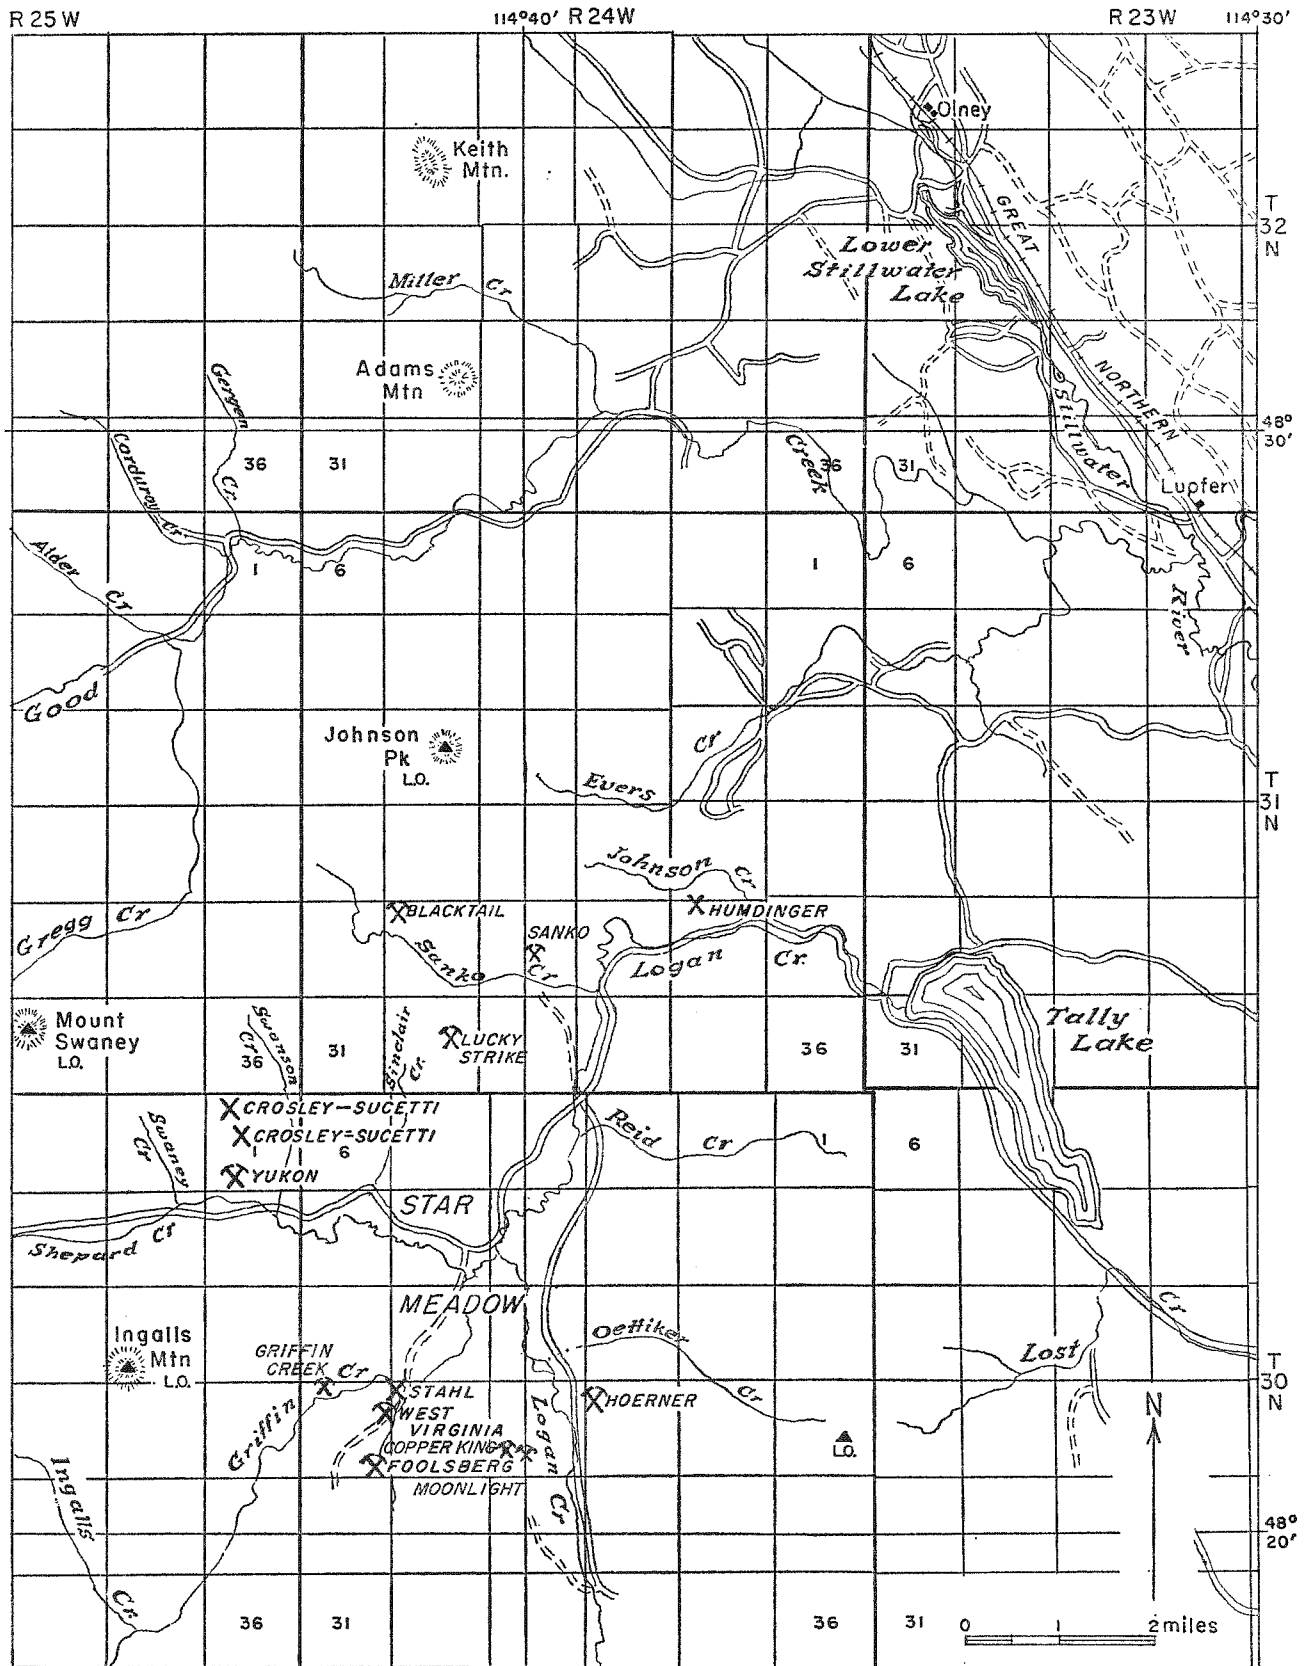 R 25 W
114°40' R 24 W
R 23 W
114°30'
Olney
Keith
Mtn.
T
32
N
GREAT
Lower
Stillwater
Lake
Miller Cr
Adams
Mtn
Gergen
Cr.
NORTHERN
48°
30'
Corduroy Cr.
36
31
Creek
36
31
Stillwater
Lupfer
Alder Cr
1
6
1
6
River
Good
Johnson
Pk
L.O.
Cr
Evers
T
31
N
Johnson Cr
Gregg Cr
BLACKTAIL
HUMDINGER
SANKO
Sanko Cr
Logan Cr.
Mount
Swaney
L.O.
Swanson
Cr
36
31
Sinclair
Cr.
LUCKY
STRIKE
36
31
Tally
Lake
CROSLEY-SUCETTI
CROSLEY=SUCETTI
Swaney
Cr
1
6
YUKON
Reid Cr
1
6
STAR
Shepard Cr
MEADOW
Cr
Ingalls
Mtn
L.O.
GRIFFIN
CREEK
Cr
Oettiker
Cr
Lost
T
30
N
STAHL
HOERNER
Griffin
WEST
VIRGINIA
COPPER KING
FOOLSBERG
MOONLIGHT
Logan Cr
L.O.
N
Ingalls
Cr.
48°
20'
36
31
36
31
0 1 2 miles